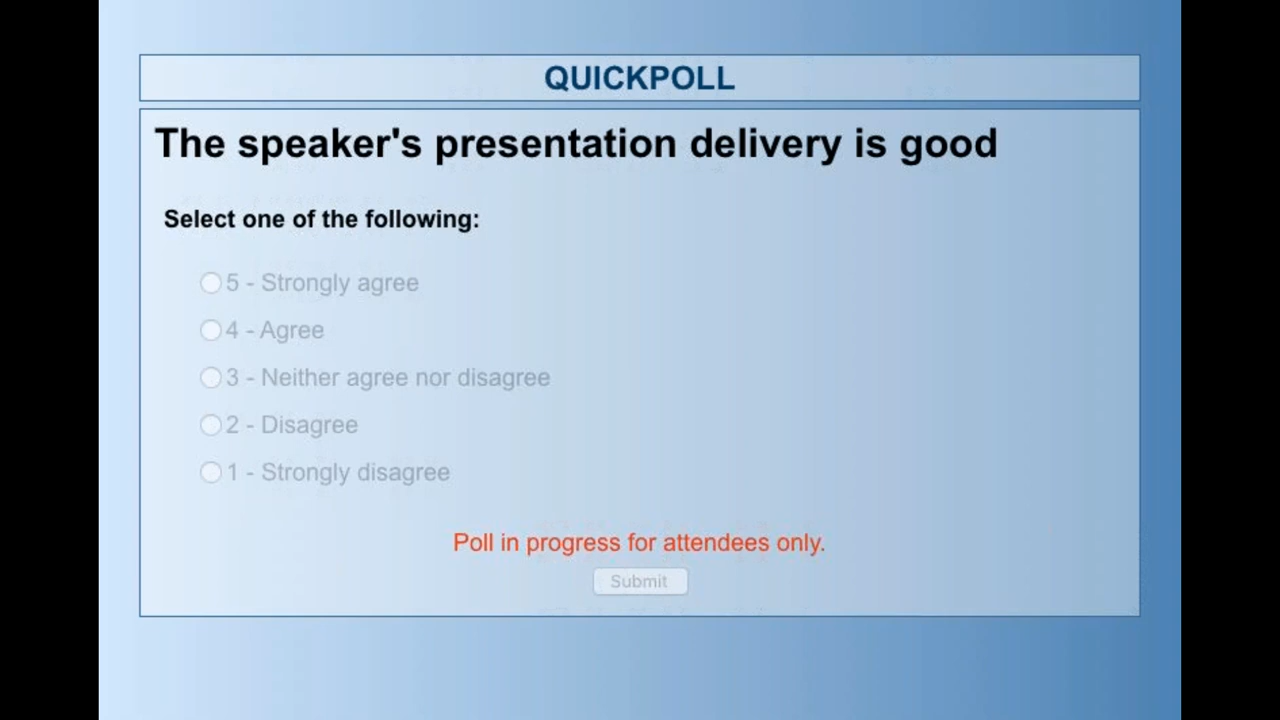 QUICKPOLL
The speaker's presentation delivery is good
Select one of the following:
5 - Strongly agree
4 - Agree
3 - Neither agree nor disagree
2 - Disagree
1 - Strongly disagree
Poll in progress for attendees only.
Submit